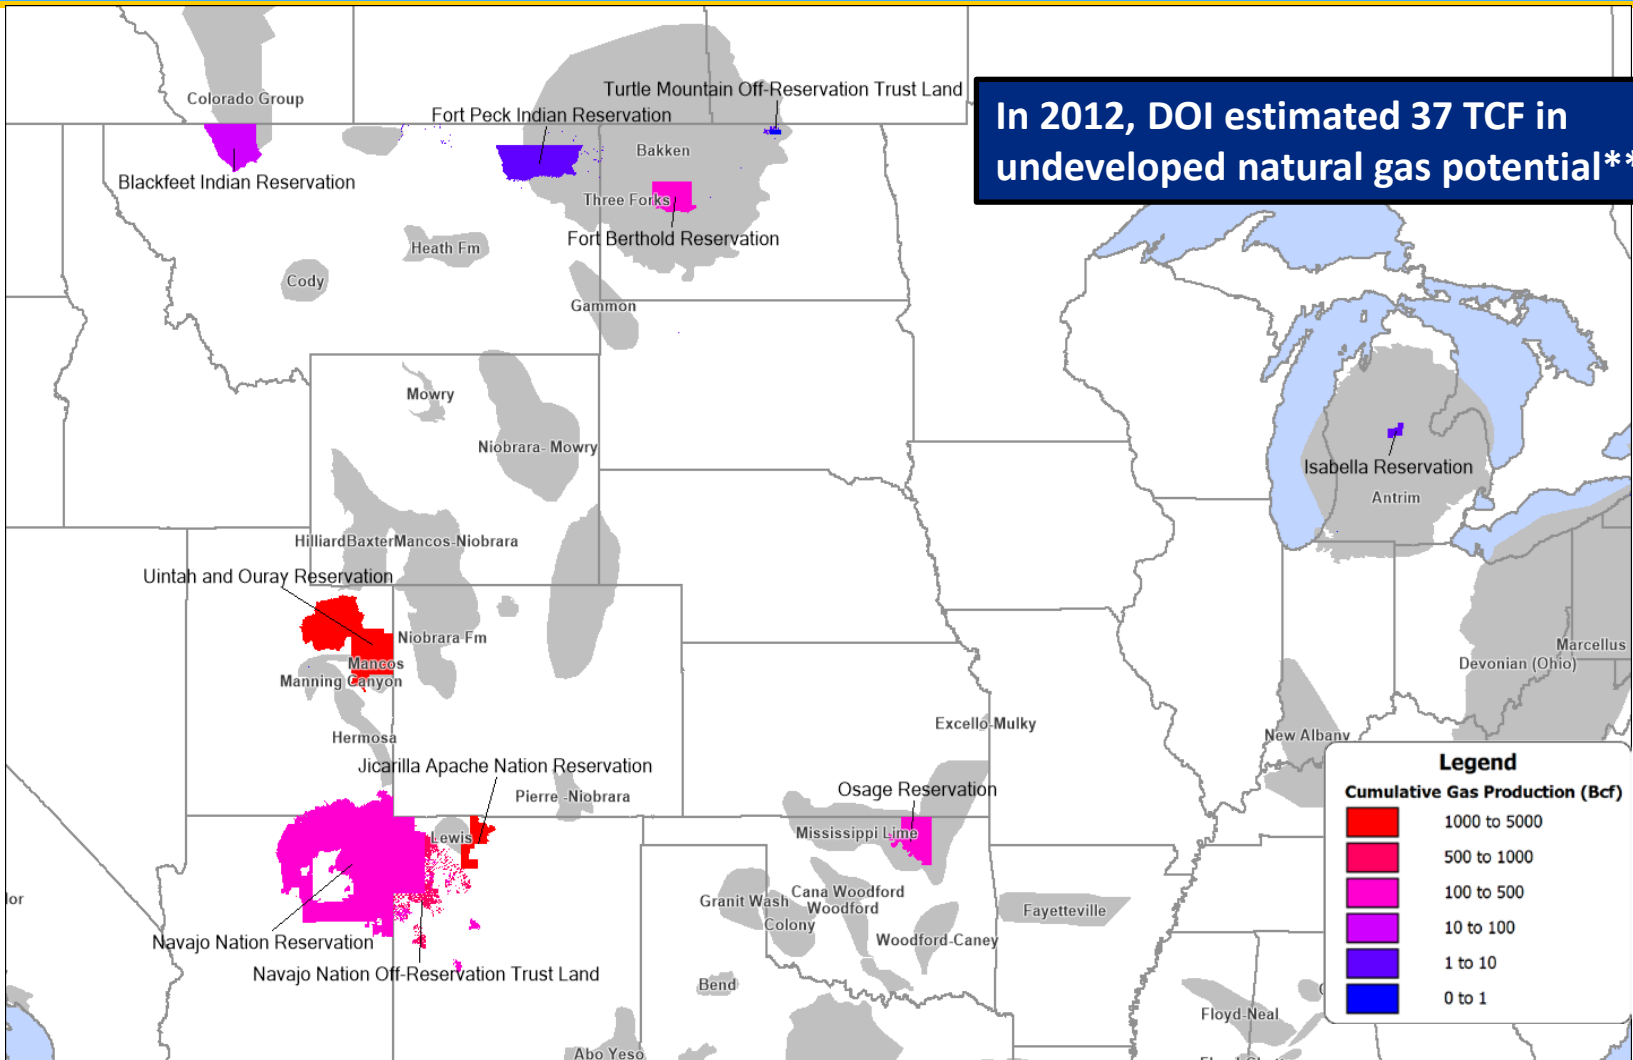 In 2012, DOI estimated 37 TCF in
undeveloped natural gas potential**
Turtle Mountain Off-Reservation Trust Land
Colorado Group
Fort Peck Indian Reservation
Bakken
Blackfeet Indian Reservation
Three Forks
Fort Berthold Reservation
Heath Fm
Cody
Gammon
Mowry
Niobrara- Mowry
Isabella Reservation
Antrim
HilliardBaxterMancos-Niobrara
Uintah and Ouray Reservation
Niobrara Fm
Mancos
Manning Canyon
Marcellus
Devonian (Ohio)
Excello-Mulky
New Albany
Hermosa
Jicarilla Apache Nation Reservation
Pierre -Niobrara
Osage Reservation
Lewis
Mississippi Lime
Granit Wash
Cana Woodford
Woodford
Colony
Fayetteville
Woodford-Caney
Navajo Nation Reservation
Navajo Nation Off-Reservation Trust Land
Bend
Floyd-Neal
Abo Yeso
Legend
Cumulative Gas Production (Bcf)
1000 to 5000
500 to 1000
100 to 500
10 to 100
1 to 10
0 to 1